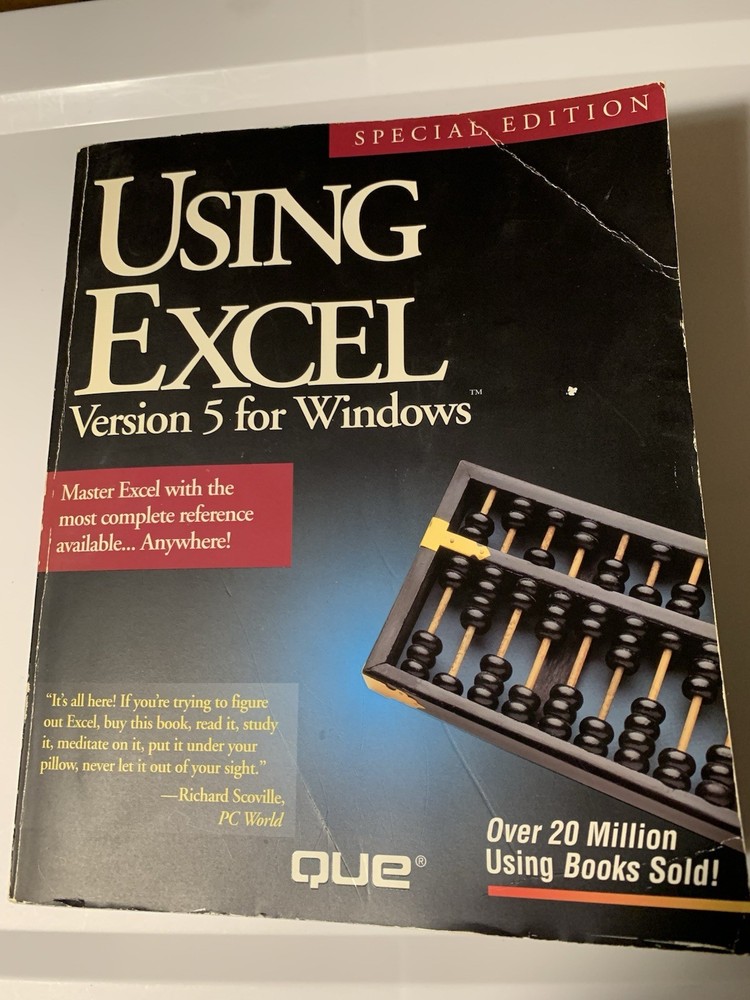 SPECIAL EDITION
USING
EXCEL
Version 5 for Windows™
Master Excel with the
most complete reference
available... Anywhere!
“It's all here! If you're trying to figure
out Excel, buy this book, read it, study
it, meditate on it, put it under your
pillow, never let it out of your sight.”
—Richard Scoville,
PC World
que®
Over 20 Million
Using Books Sold!